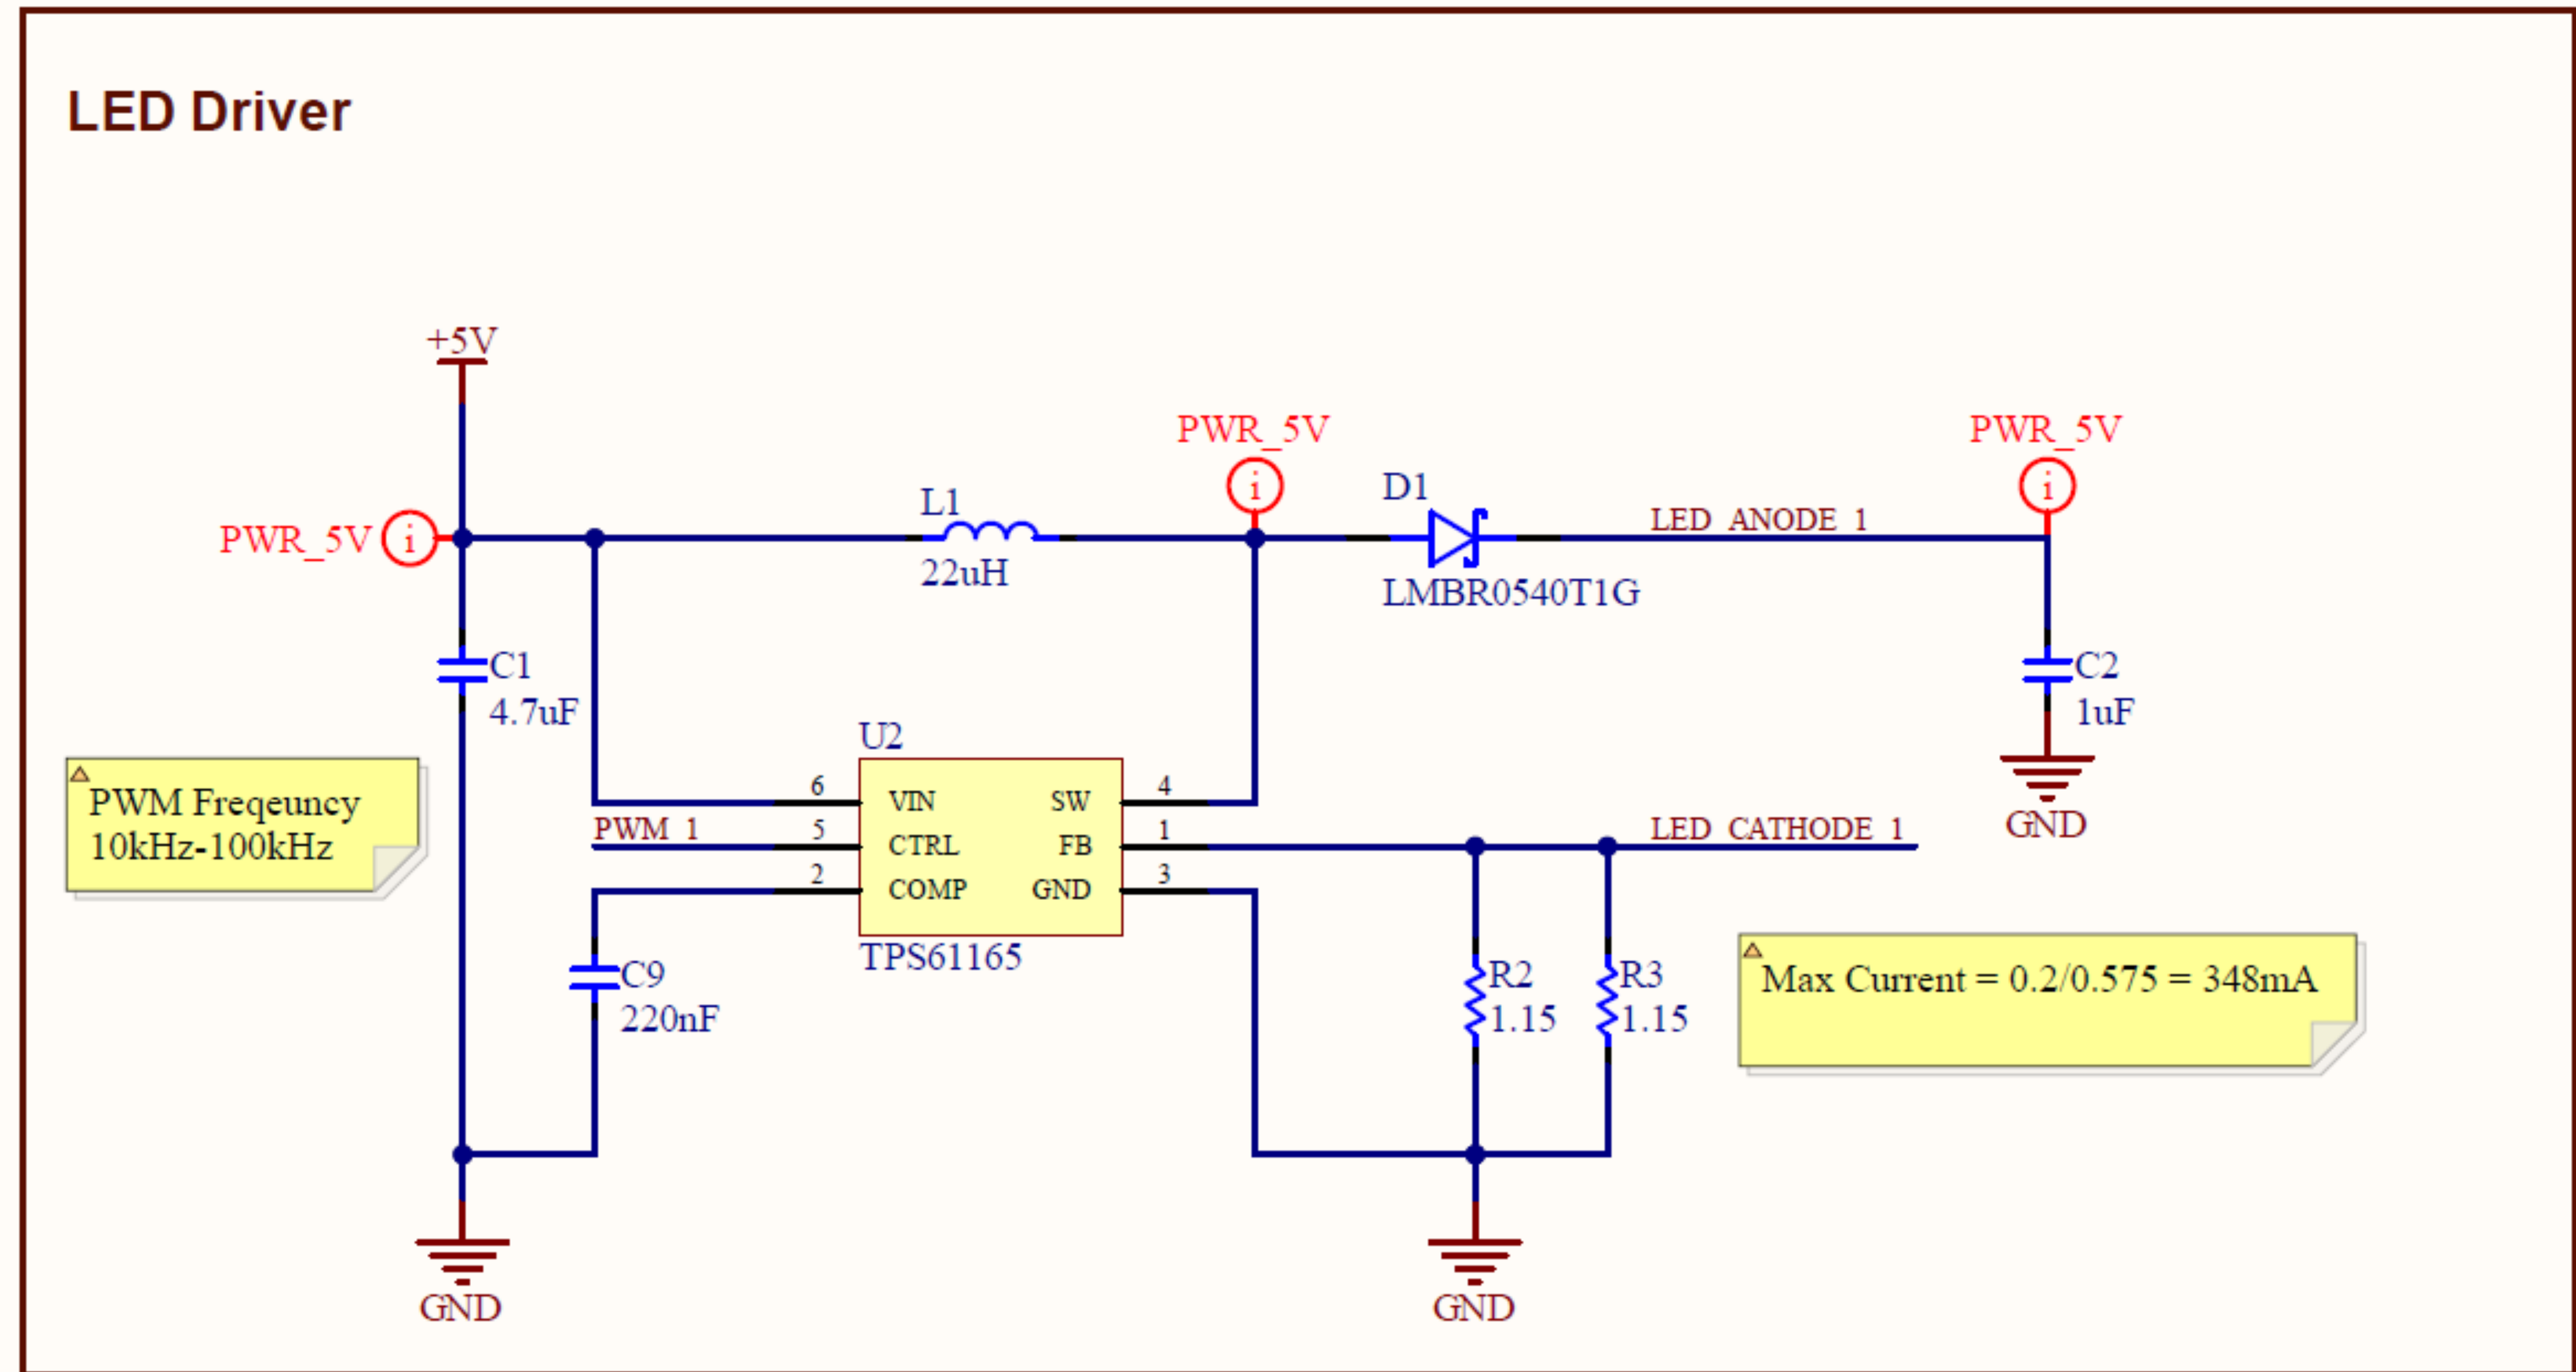 LED Driver
+5V
PWR_5V
i
PWR_5V
i
PWR_5V
i
L1
22uH
D1
LMBR0540T1G
LED_ANODE_1
C1
4.7uF
C2
1uF
GND
PWM Freqeuncy
10kHz-100kHz
U2
6
VIN
SW
4
PWM_1
5
CTRL
FB
1
LED_CATHODE_1
2
COMP
GND
3
TPS61165
C9
220nF
R2
1.15
R3
1.15
Max Current = 0.2/0.575 = 348mA
GND
GND